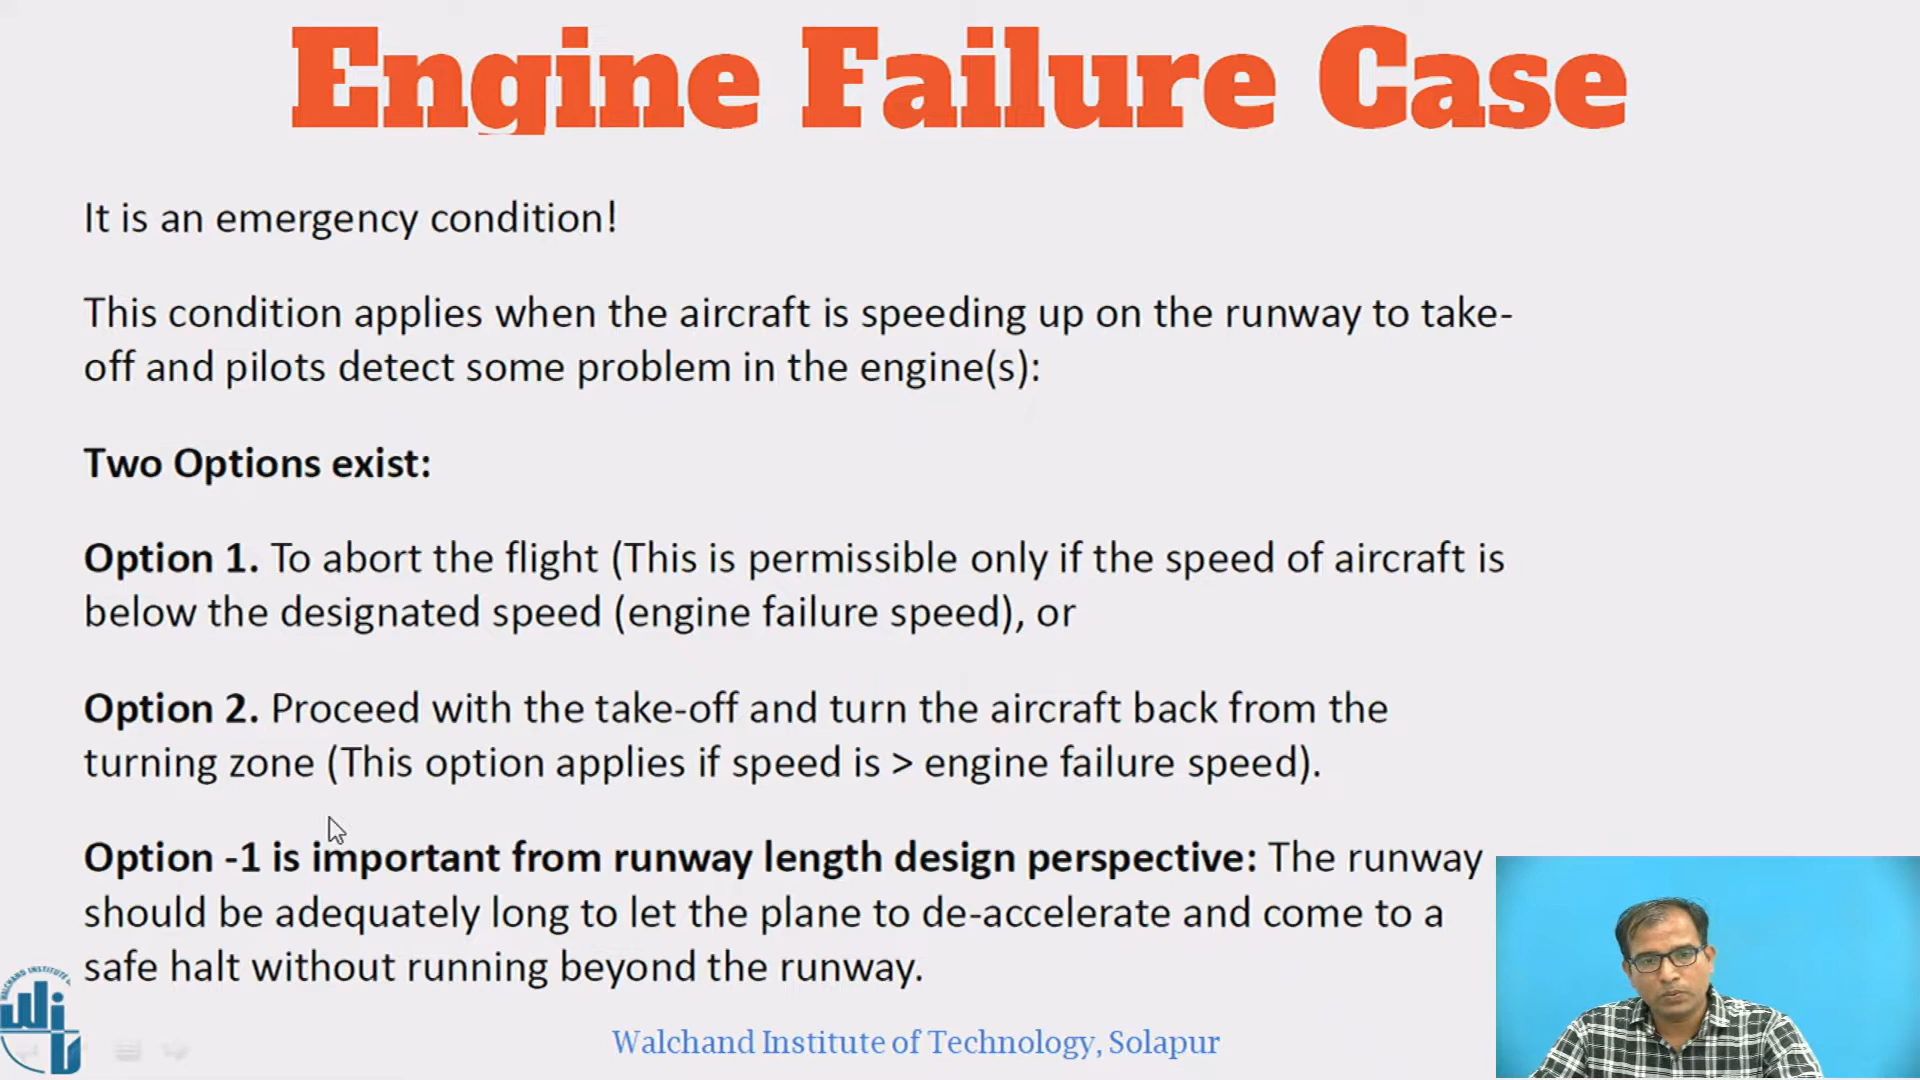 Engine Failure Case
It is an emergency condition!
This condition applies when the aircraft is speeding up on the runway to take-
off and pilots detect some problem in the engine(s):
Two Options exist:
Option 1. To abort the flight (This is permissible only if the speed of aircraft is
below the designated speed (engine failure speed), or
Option 2. Proceed with the take-off and turn the aircraft back from the
turning zone (This option applies if speed is > engine failure speed).
Option -1 is important from runway length design perspective: The runway
should be adequately long to let the plane to de-accelerate and come to a
safe halt without running beyond the runway.
WALCHAND INSTITUTE
Walchand Institute of Technology, Solapur